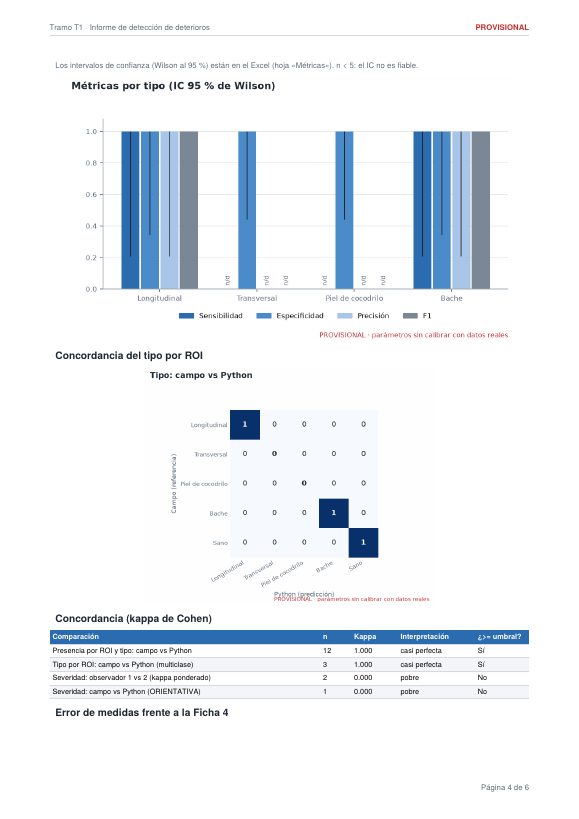 Tramo T1 · Informe de detección de deterioros
PROVISIONAL
Los intervalos de confianza (Wilson al 95 %) están en el Excel (hoja «Métricas»). n < 5: el IC no es fiable.
Métricas por tipo (IC 95 % de Wilson)
1.0
0.8
0.6
0.4
0.2
0.0
n/d n/d n/d n/d n/d n/d
Longitudinal Transversal Piel de cocodrilo Bache
Sensibilidad Especificidad Precisión F1
PROVISIONAL · parámetros sin calibrar con datos reales
Concordancia del tipo por ROI
Tipo: campo vs Python
Campo (referencia)
Longitudinal 1 0 0 0 0
Transversal 0 0 0 0 0
Piel de cocodrilo 0 0 0 0 0
Bache 0 0 0 1 0
Sano 0 0 0 0 1
Longitudinal Transversal Piel de cocodrilo Bache Sano
Python (predicción)
PROVISIONAL · parámetros sin calibrar con datos reales
Concordancia (kappa de Cohen)
Comparación n Kappa Interpretación ¿>= umbral?
Presencia por ROI y tipo: campo vs Python 12 1.000 casi perfecta Sí
Tipo por ROI: campo vs Python (multiclase) 3 1.000 casi perfecta Sí
Severidad: observador 1 vs 2 (kappa ponderado) 2 0.000 pobre No
Severidad: campo vs Python (ORIENTATIVA) 1 0.000 pobre No
Error de medidas frente a la Ficha 4
Página 4 de 6